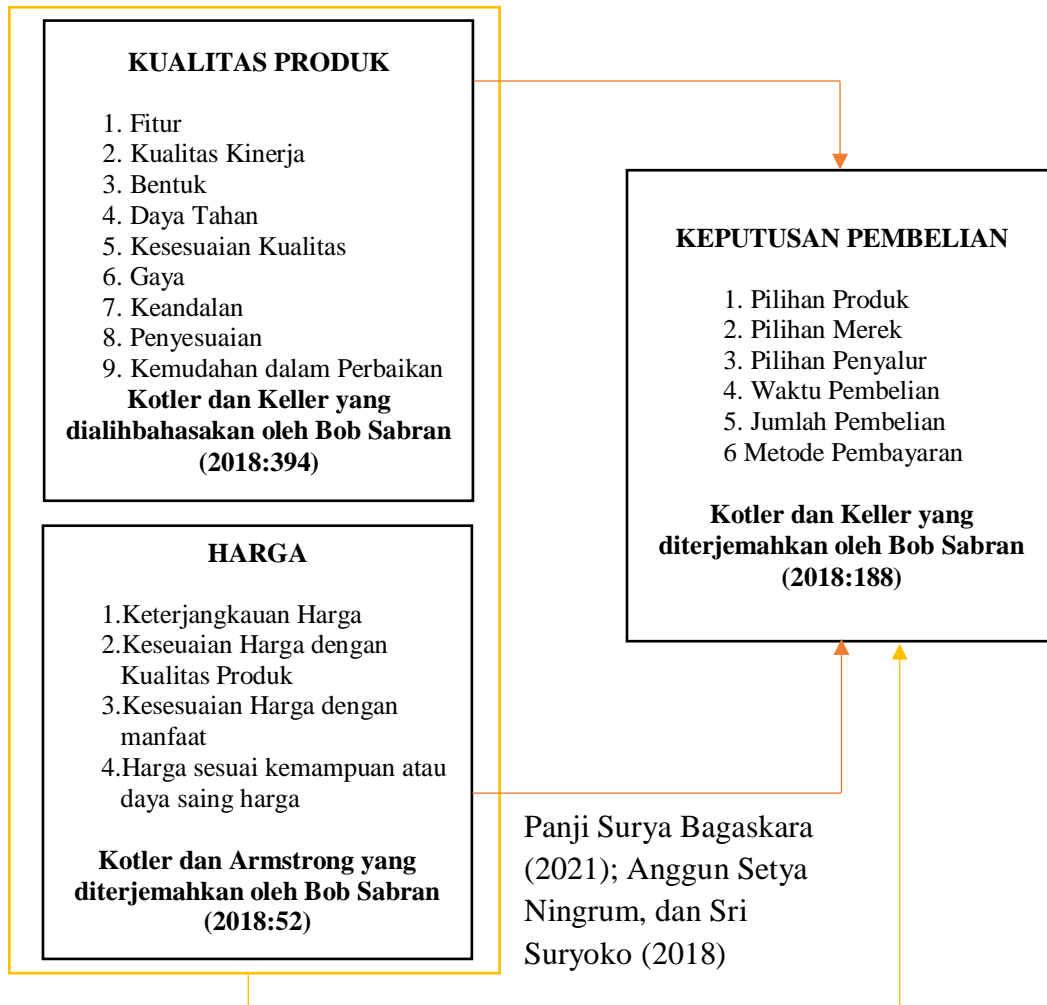 KUALITAS PRODUK
1. Fitur
2. Kualitas Kinerja
3. Bentuk
4. Daya Tahan
5. Kesesuaian Kualitas
6. Gaya
7. Keandalan
8. Penyesuaian
9. Kemudahan dalam Perbaikan
Kotler dan Keller yang
dialihbahasakan oleh Bob Sabran
(2018:394)
HARGA
1.Keterjangkauan Harga
2.Keseuaian Harga dengan
Kualitas Produk
3.Kesesuaian Harga dengan
manfaat
4.Harga sesuai kemampuan atau
daya saing harga
Kotler dan Armstrong yang
diterjemahkan oleh Bob Sabran
(2018:52)
KEPUTUSAN PEMBELIAN
1. Pilihan Produk
2. Pilihan Merek
3. Pilihan Penyalur
4. Waktu Pembelian
5. Jumlah Pembelian
6 Metode Pembayaran
Kotler dan Keller yang
diterjemahkan oleh Bob Sabran
(2018:188)
Panji Surya Bagaskara
(2021); Anggun Setya
Ningrum, dan Sri
Suryoko (2018)